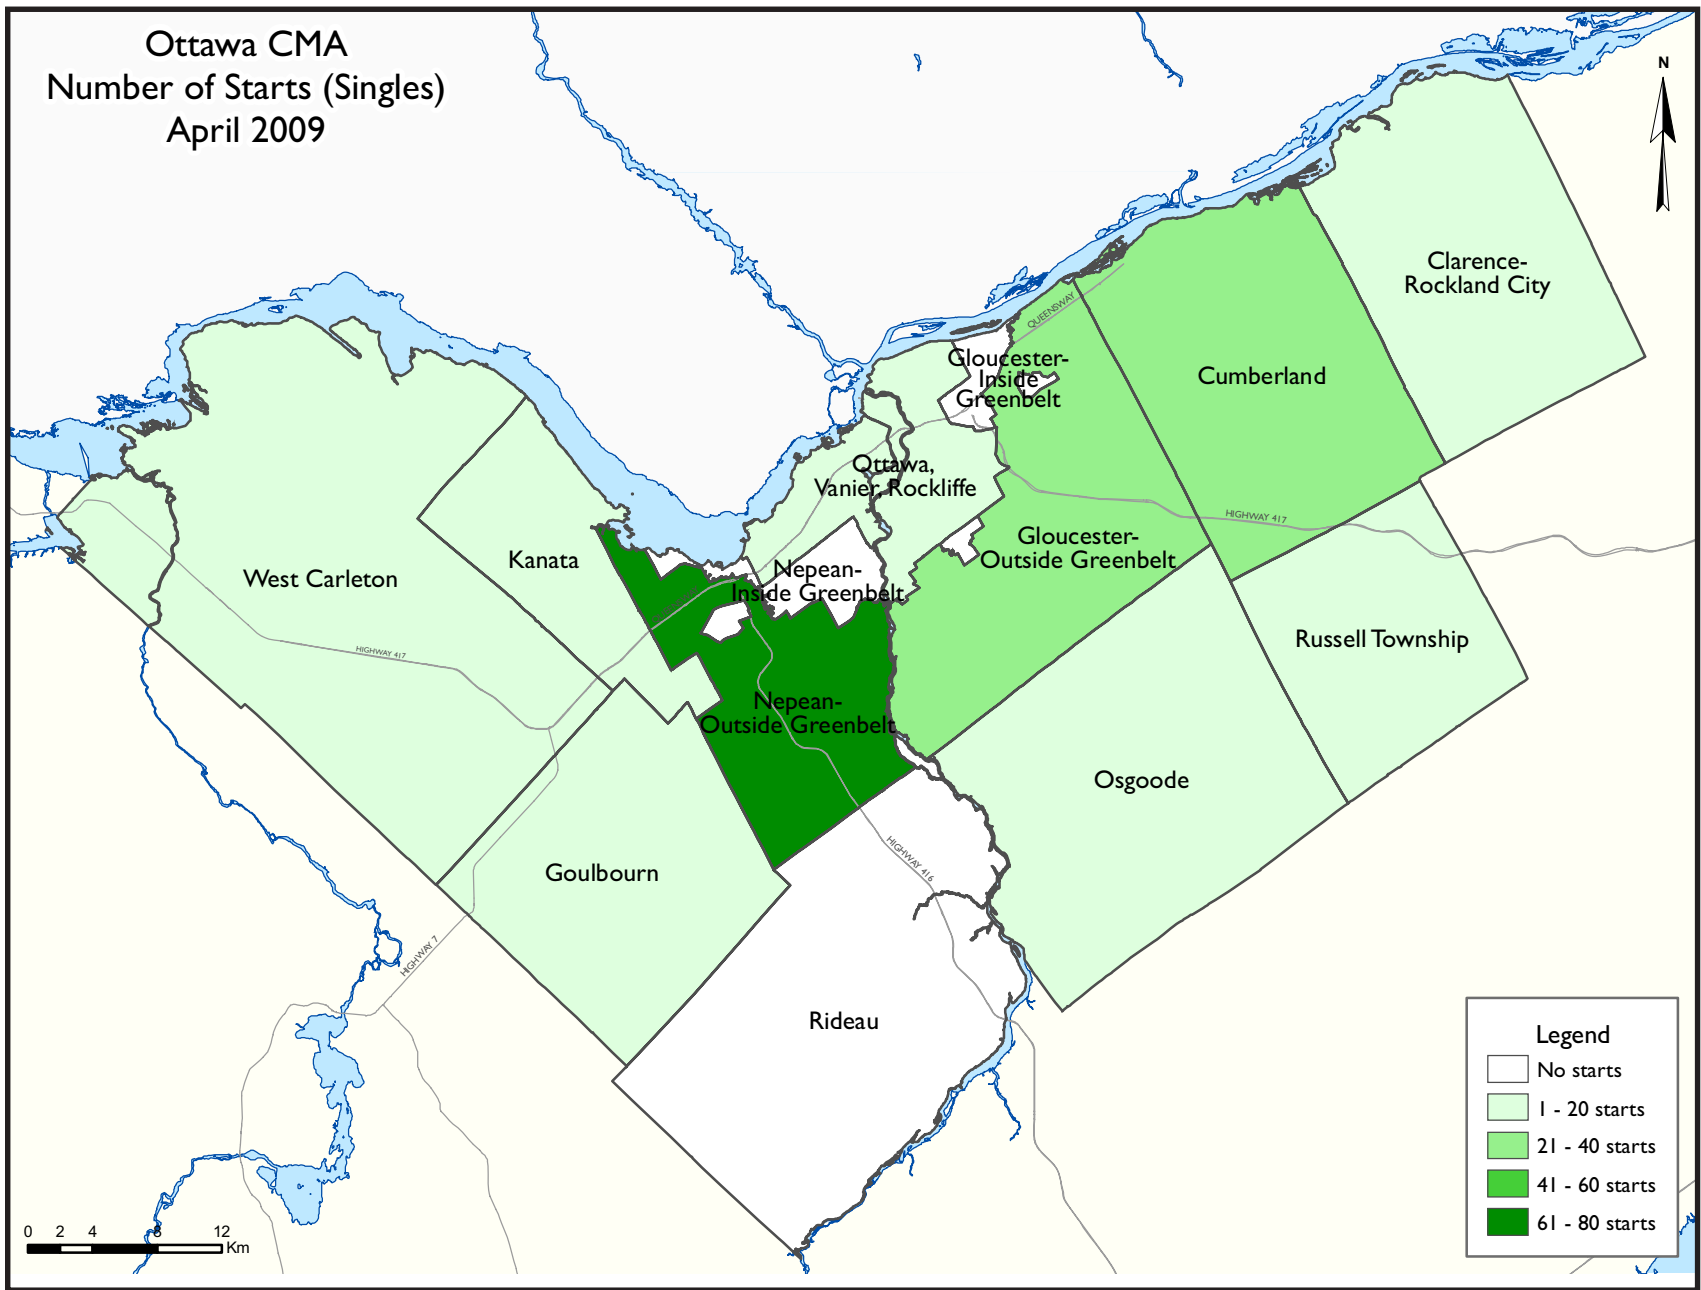 Ottawa CMA
Number of Starts (Singles)
April 2009
N
Clarence-
Rockland City
QUEENSWAY
Gloucester-
Inside
Greenbelt
Cumberland
Ottawa,
Vanier, Rockliffe
HIGHWAY 417
Gloucester-
Outside Greenbelt
Kanata
West Carleton
Nepean-
Inside Greenbelt
Russell Township
HIGHWAY 417
Nepean-
Outside Greenbelt
Osgoode
HIGHWAY 416
Goulbourn
HIGHWAY 7
Rideau
Legend
No starts
1 - 20 starts
21 - 40 starts
41 - 60 starts
61 - 80 starts
0 2 4 8 12
Km